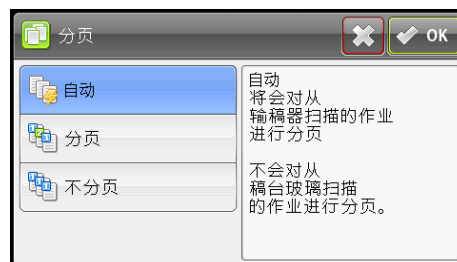 分页
OK
自动
分页
不分页
自动
将会对从
输稿器扫描的作业
进行分页
不会对从
稿台玻璃扫描
的作业进行分页。